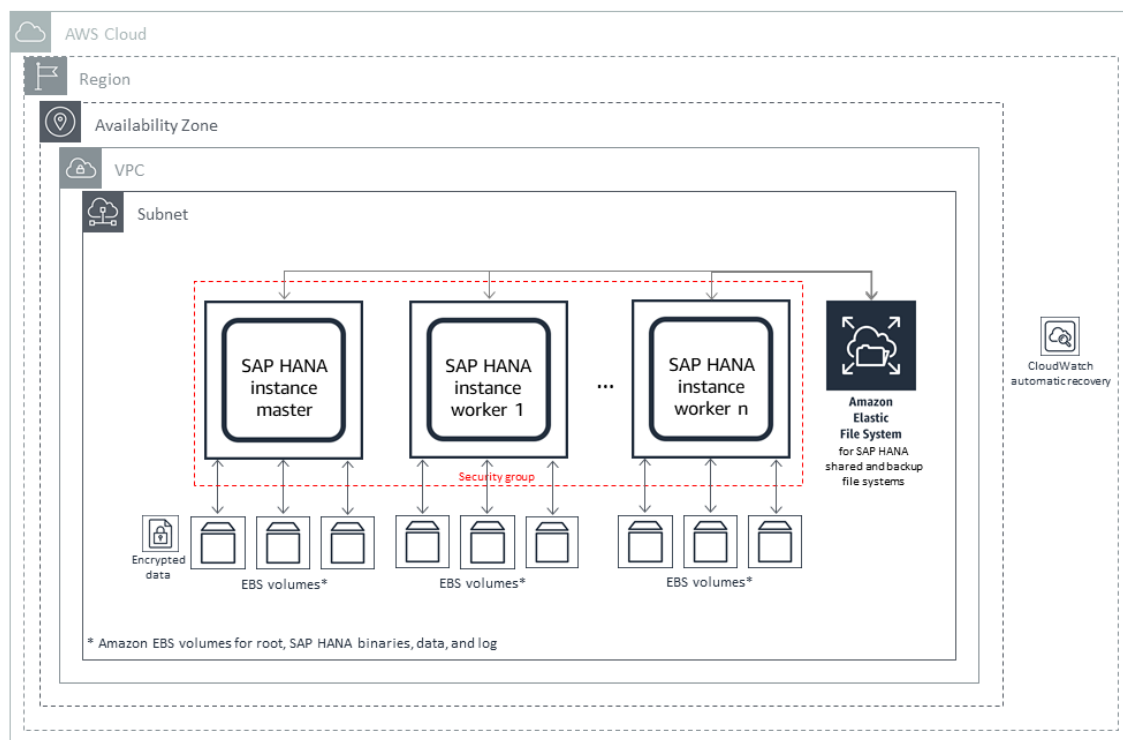 AWS Cloud
Region
Availability Zone
VPC
Subnet
SAP HANA
instance
master
SAP HANA
instance
worker 1
...
SAP HANA
instance
worker n
Amazon
Elastic
File System
for SAP HANA
shared and backup
file systems
CloudWatch
automatic recovery
Security group
Encrypted
data
EBS volumes*
EBS volumes*
EBS volumes*
* Amazon EBS volumes for root, SAP HANA binaries, data, and log